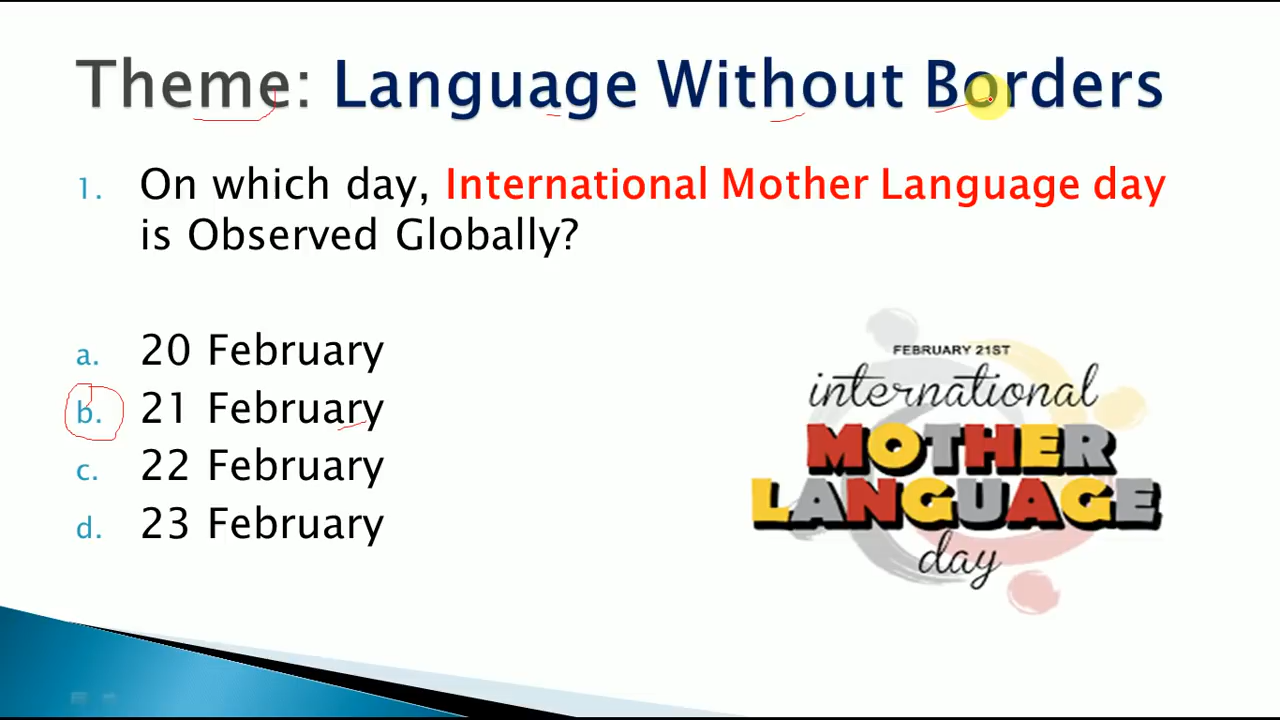 Theme: Language Without Borders
1. On which day, International Mother Language day
is Observed Globally?
a. 20 February
b. 21 February
c. 22 February
d. 23 February
FEBRUARY 21ST
international
MOTHER
LANGUAGE
day